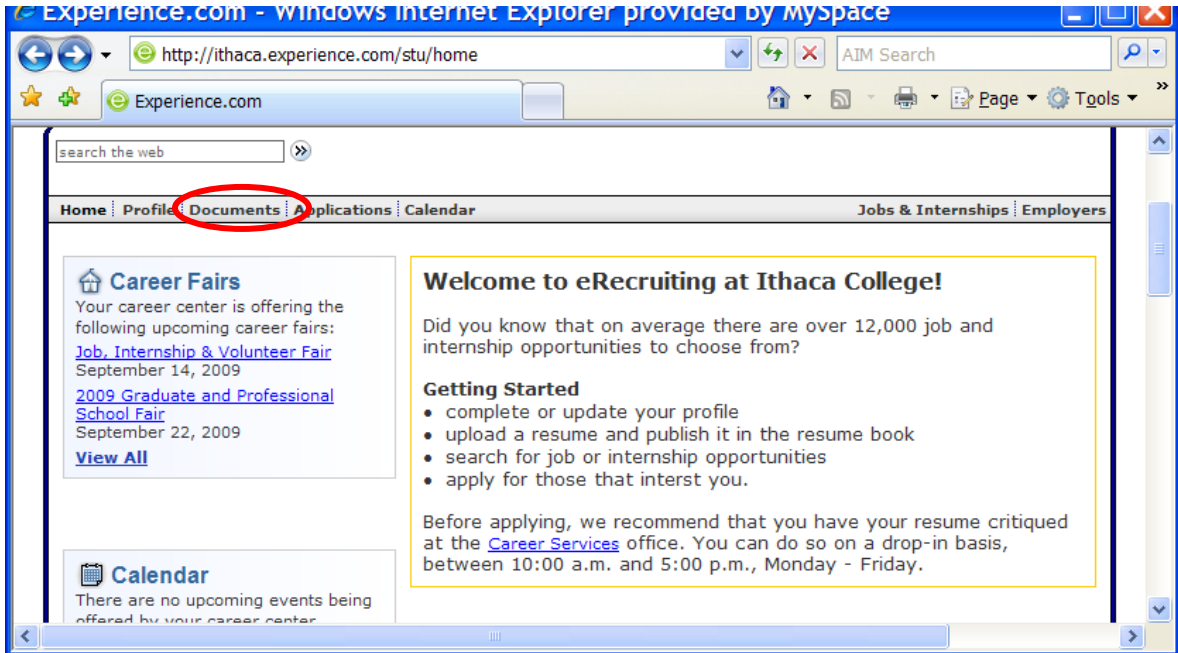 Experience.com - Windows Internet Explorer provided by MySpace
http://ithaca.experience.com/stu/home
AIM Search
Experience.com
Page
Tools
search the web
Home Profile Documents Applications Calendar Jobs & Internships Employers
Career Fairs
Your career center is offering the
following upcoming career fairs:
Job, Internship & Volunteer Fair
September 14, 2009
2009 Graduate and Professional
School Fair
September 22, 2009
View All
Calendar
There are no upcoming events being
offered by your career center
Welcome to eRecruiting at Ithaca College!
Did you know that on average there are over 12,000 job and
internship opportunities to choose from?
Getting Started
• complete or update your profile
• upload a resume and publish it in the resume book
• search for job or internship opportunities
• apply for those that interst you.
Before applying, we recommend that you have your resume critiqued
at the Career Services office. You can do so on a drop-in basis,
between 10:00 a.m. and 5:00 p.m., Monday - Friday.